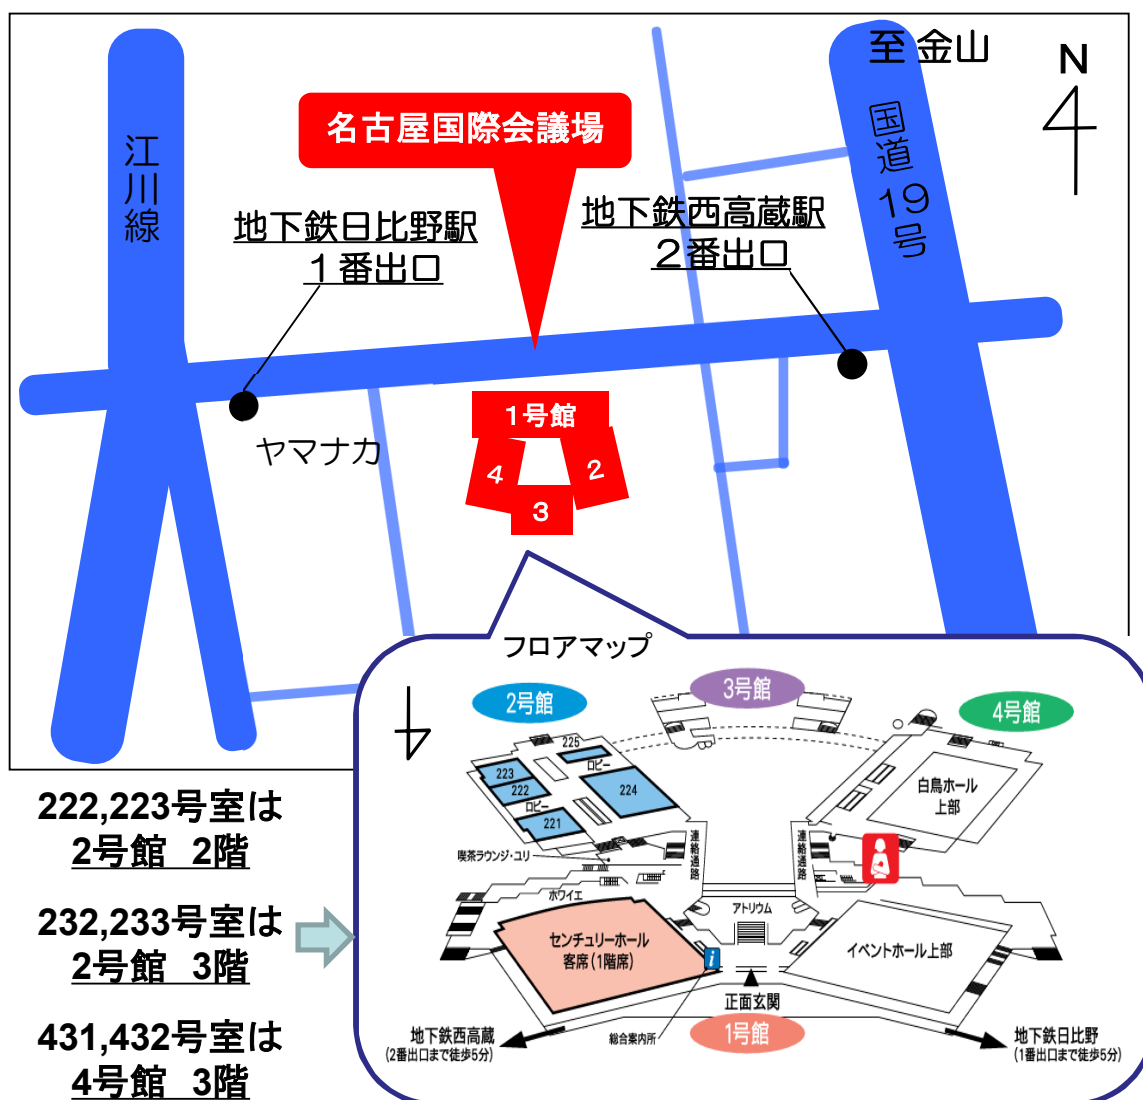 至 金山
N
名古屋国際会議場
江川線
国道19号
地下鉄日比野駅
１番出口
地下鉄西高蔵駅
２番出口
1号館
ヤマナカ
4
2
3
フロアマップ
2号館
3号館
4号館
225
ロビー
223
222
224
ロビー
221
白鳥ホール
上部
喫茶ラウンジ・ユリ
連絡通路
連絡通路
ホワイエ
アトリウム
センチュリーホール
客席(1階席)
i
イベントホール上部
正面玄関
総合案内所
1号館
地下鉄西高蔵
(2番出口まで徒歩5分)
地下鉄日比野
(1番出口まで徒歩5分)
222,223号室は
2号館 2階
232,233号室は
2号館 3階
431,432号室は
4号館 3階